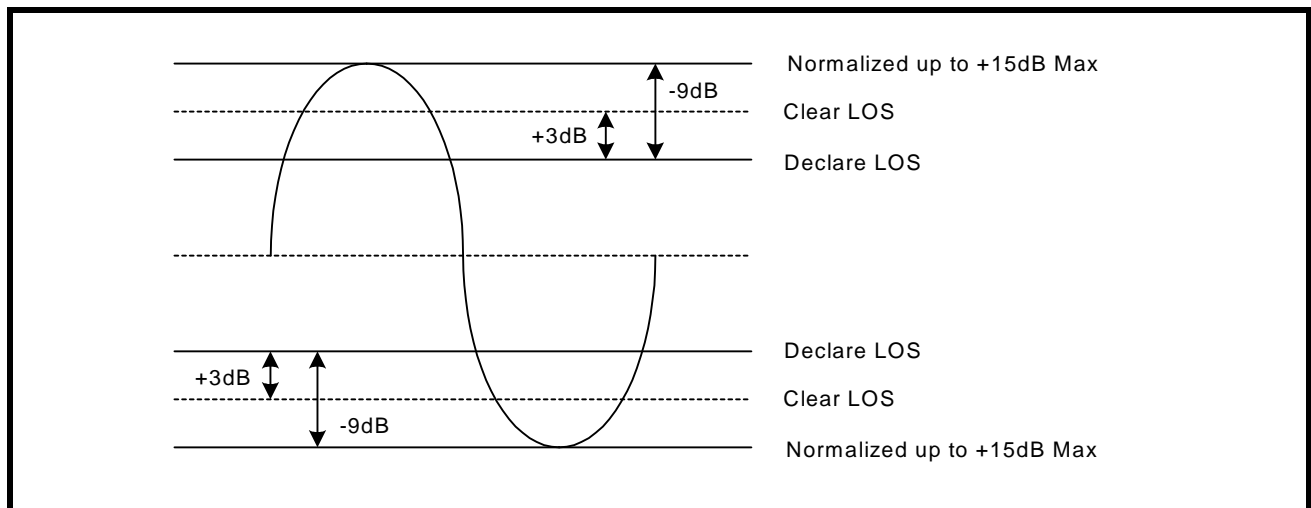 Normalized up to +15dB Max
-9dB
Clear LOS
+3dB
Declare LOS
Declare LOS
+3dB
Clear LOS
-9dB
Normalized up to +15dB Max